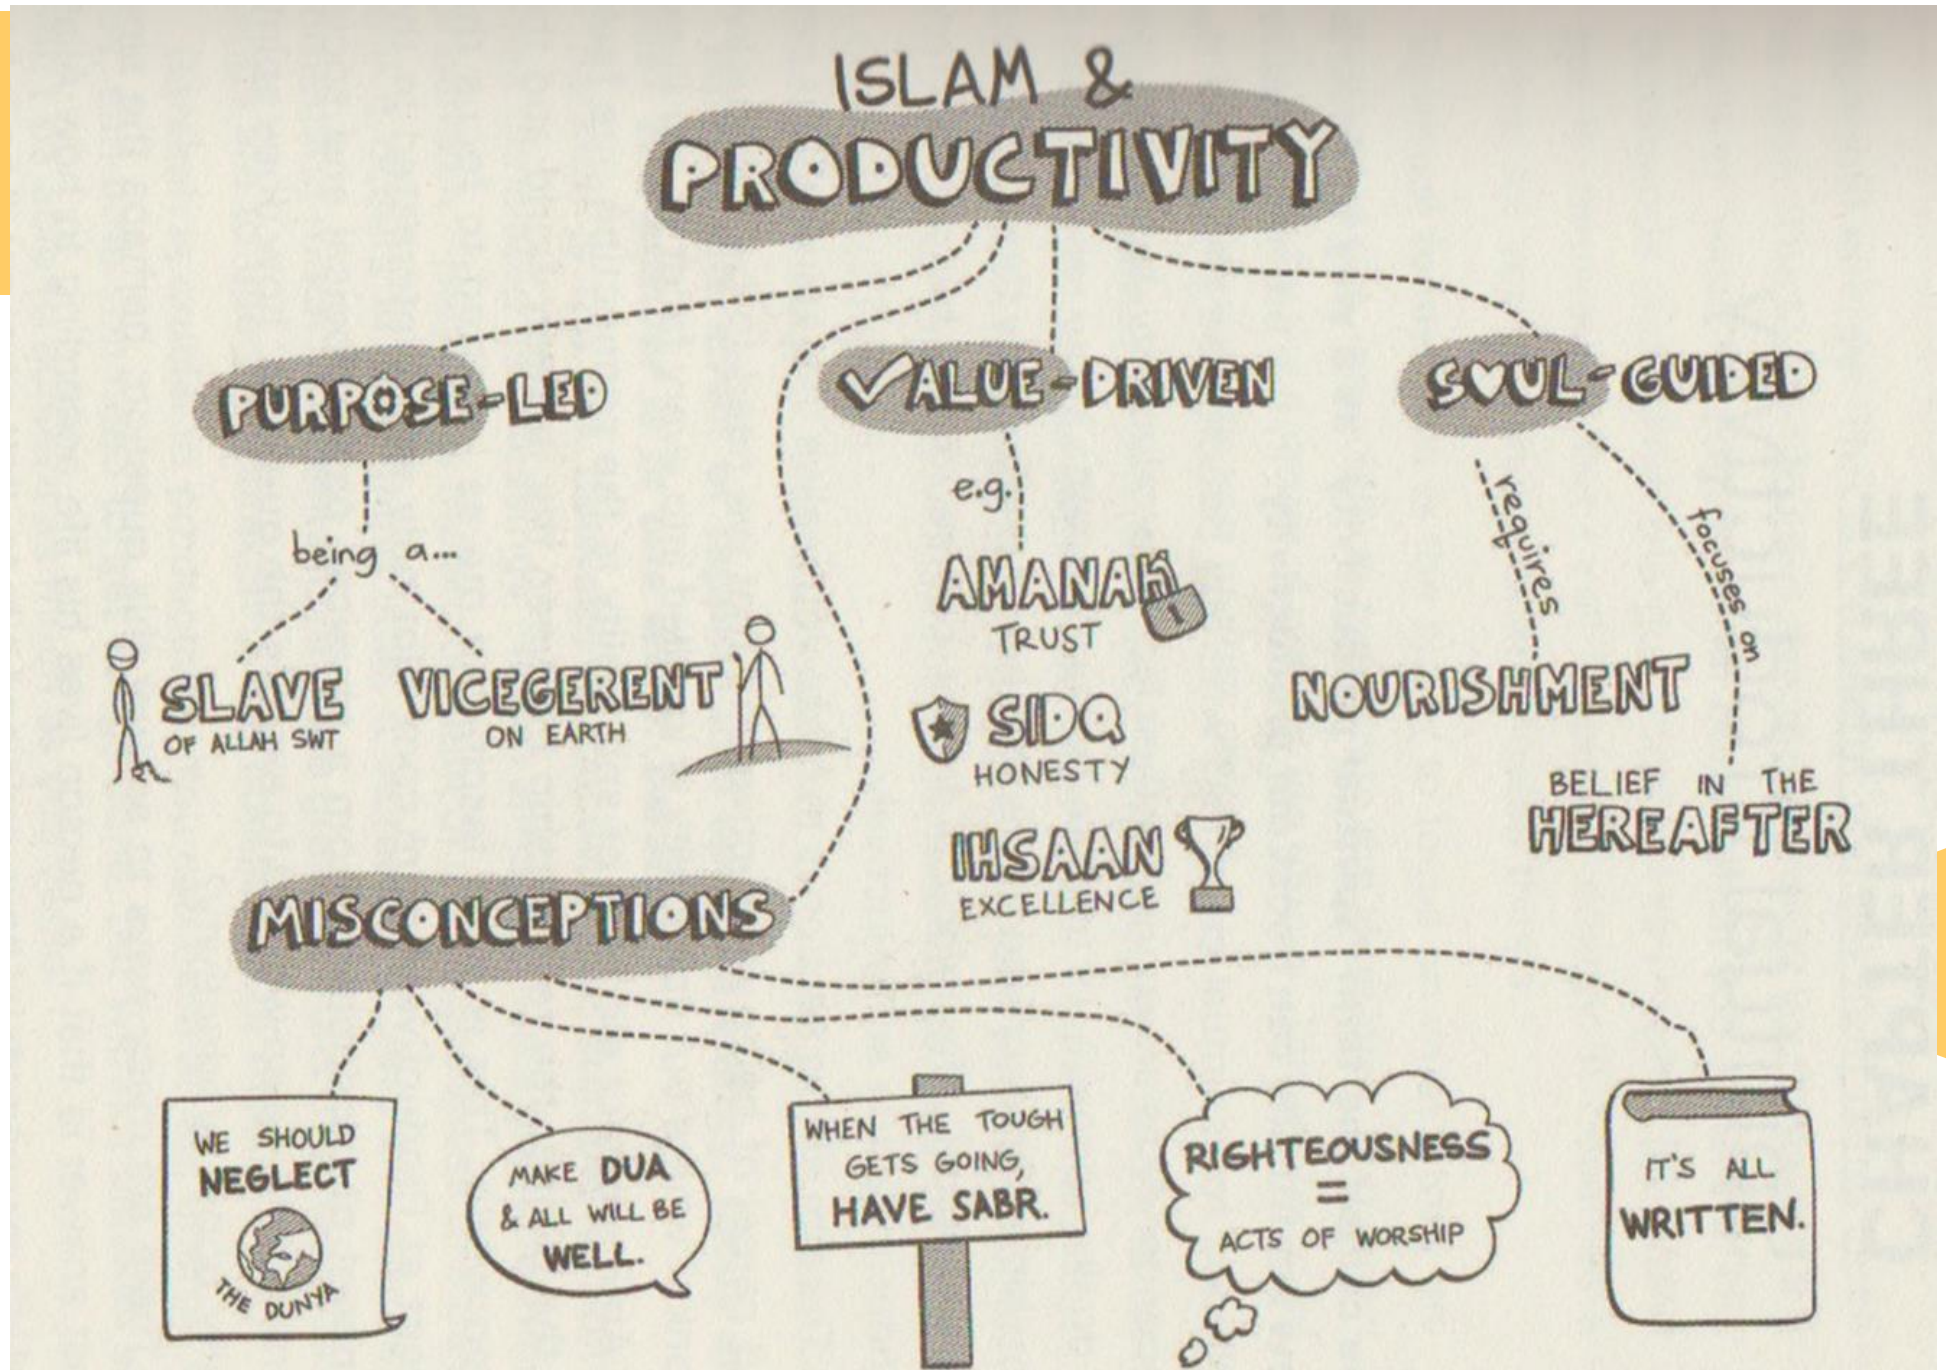 ISLAM &
PRODUCTIVITY
PURPOSE-LED
being a...
SLAVE
OF ALLAH SWT
VICEGERENT
ON EARTH
VALUE-DRIVEN
e.g.
AMANAH
TRUST
SIDQ
HONESTY
IHSAAN
EXCELLENCE
SOUL-GUIDED
requires
NOURISHMENT
focuses on
BELIEF IN THE
HEREAFTER
MISCONCEPTIONS
WE SHOULD
NEGLECT
THE DUNYA
MAKE DUA
& ALL WILL BE
WELL.
WHEN THE TOUGH
GETS GOING,
HAVE SABR.
RIGHTEOUSNESS
=
ACTS OF WORSHIP
IT'S ALL
WRITTEN.